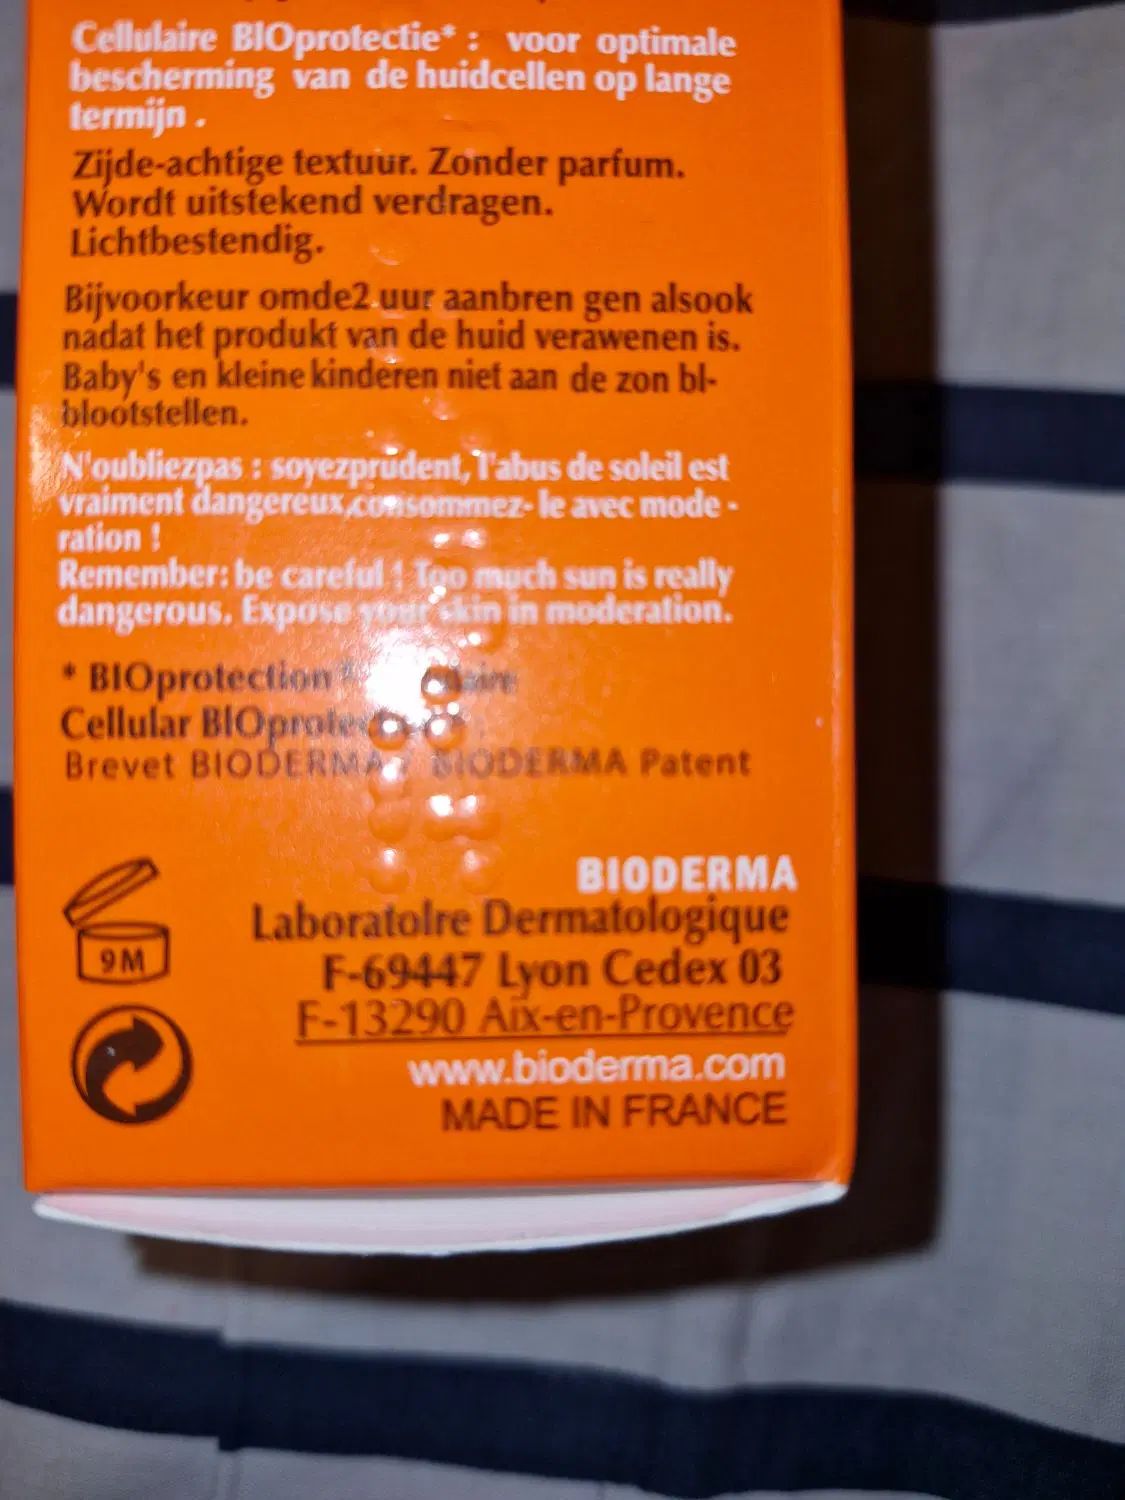 Cellulaire BIOprotectie* : voor optimale
bescherming van de huidcellen op lange
termijn .
Zijde-achtige textuur. Zonder parfum.
Wordt uitstekend verdragen.
Lichtbestendig.
Bijvoorkeur omde2 uur aanbren gen alsook
nadat het produkt van de huid verawenen is.
Baby's en kleine kinderen niet aan de zon bl-
blootstellen.
N'oubliezpas : soyezprudent, l'abus de soleil est
vraiment dangereux,consommez- le avec mode -
ration !
Remember: be careful ! Too much sun is really
dangerous. Expose your skin in moderation.
* BIOprotection*
Cellular
Brevet BIODERMA / BIODERMA Patent
9M
BIODERMA
Laboratolre Dermatologique
F-69447 Lyon Cedex 03
F-13290 Aix-en-Provence
www.bioderma.com
MADE IN FRANCE